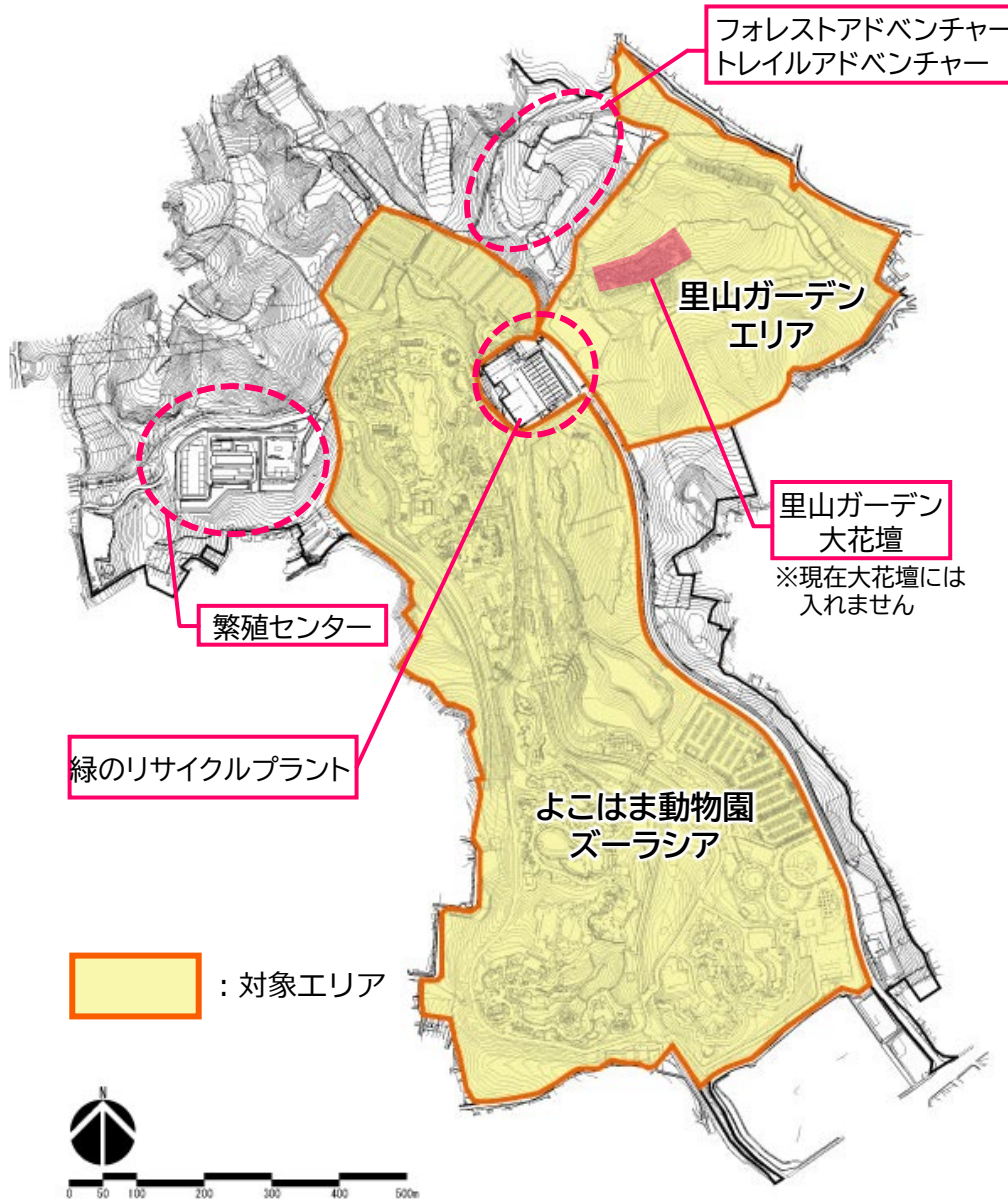 フォレストアドベンチャー
トレイルアドベンチャー
里山ガーデン
エリア
里山ガーデン
大花壇
※現在大花壇には
入れません
繁殖センター
緑のリサイクルプラント
よこはま動物園
ズーラシア
：対象エリア
N
0 50 100 200 300 400 500m